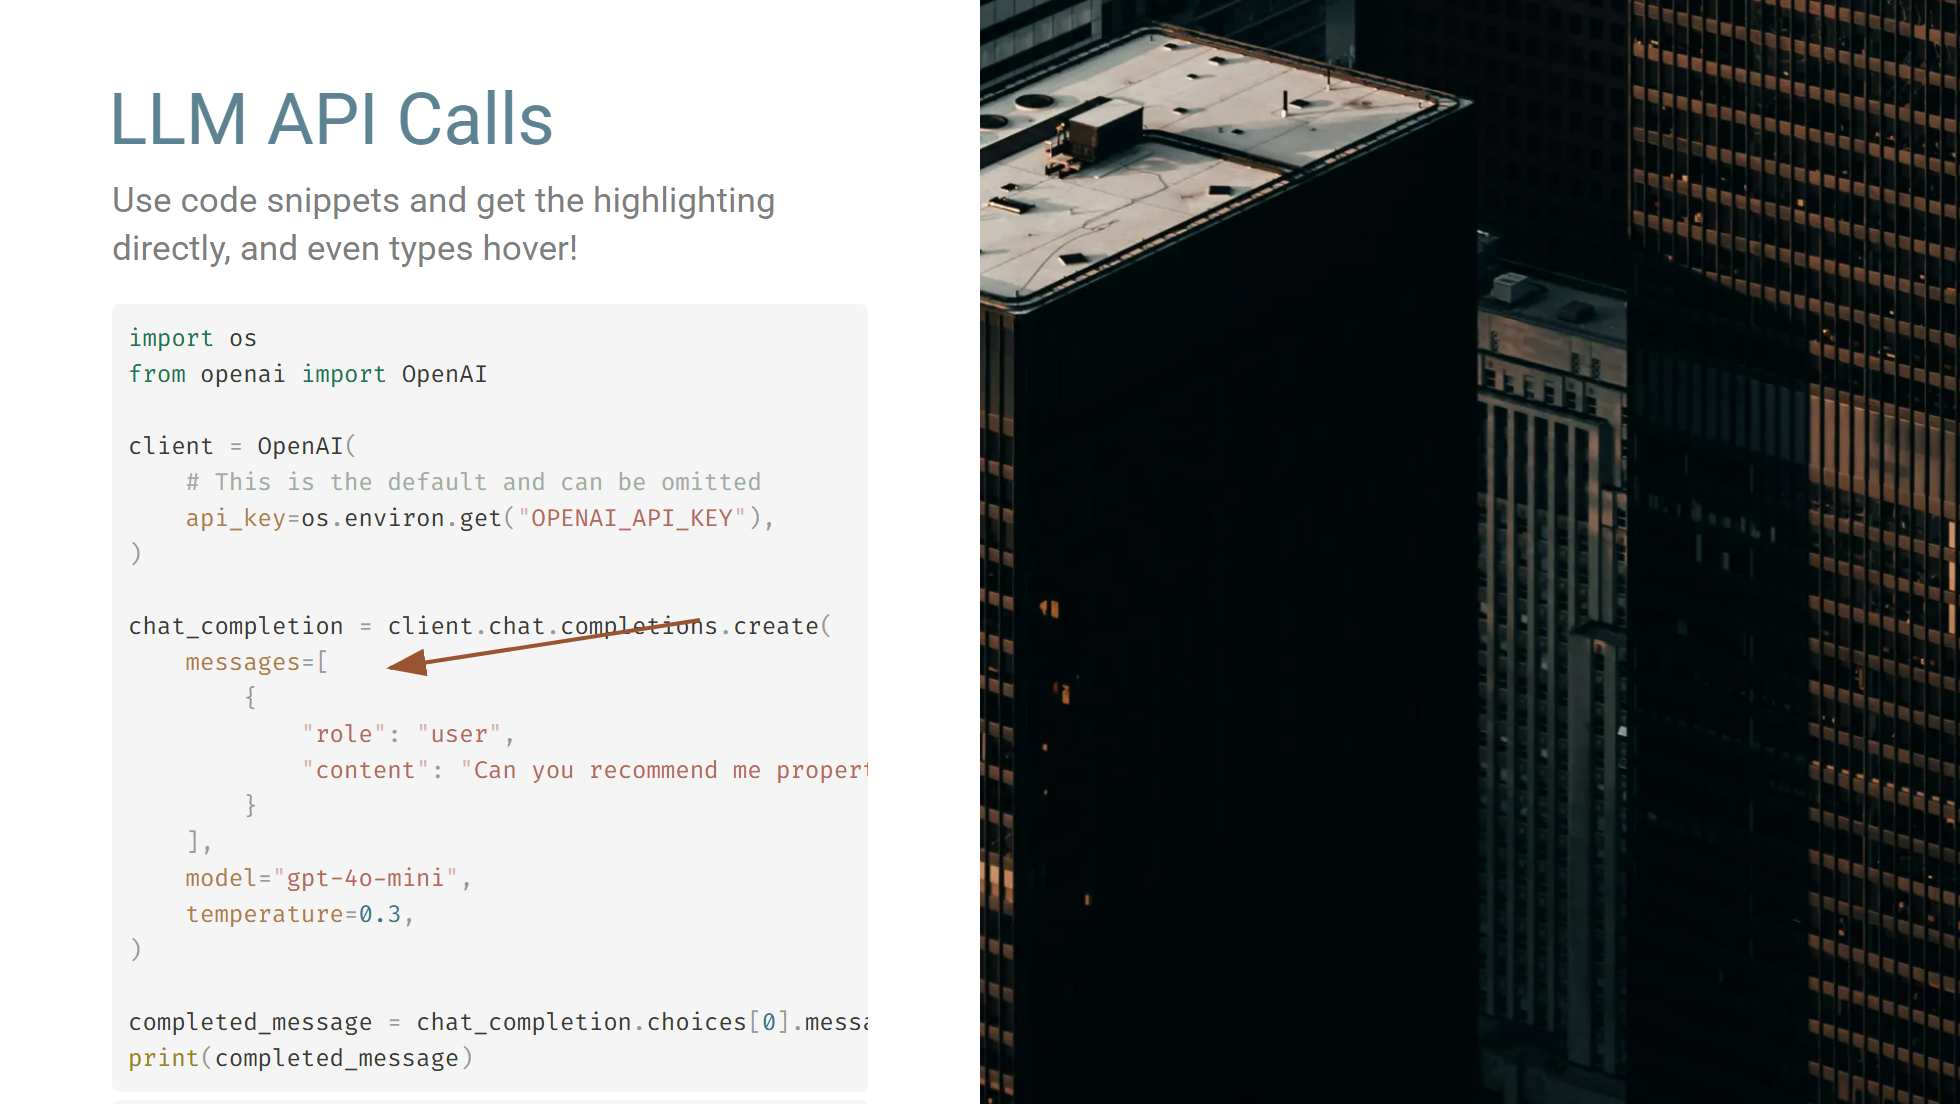 LLM API Calls
Use code snippets and get the highlighting
directly, and even types hover!
import os
from openai import OpenAI
client = OpenAI(
# This is the default and can be omitted
api_key=os.environ.get("OPENAI_API_KEY"),
)
chat_completion = client.chat.completions.create(
messages=[
{
"role": "user",
"content": "Can you recommend me
}
],
model="gpt-4o-mini",
temperature=0.3,
)
completed_message = chat_completion.choices[0].
print(completed_message)